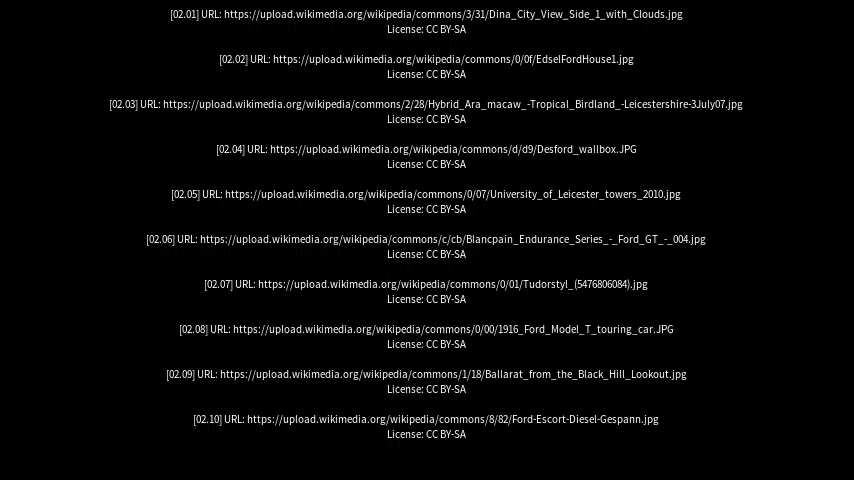 [02.01] URL: https://upload.wikimedia.org/wikipedia/commons/3/31/Dina_City_View_Side_1_with_Clouds.jpg
License: CC BY-SA
[02.02] URL: https://upload.wikimedia.org/wikipedia/commons/0/0f/EdselFordHouse1.jpg
License: CC BY-SA
[02.03] URL: https://upload.wikimedia.org/wikipedia/commons/2/28/Hybrid_Ara_macaw_-Tropical_Birdland_-Leicestershire-3July07.jpg
License: CC BY-SA
[02.04] URL: https://upload.wikimedia.org/wikipedia/commons/d/d9/Desford_wallbox.JPG
License: CC BY-SA
[02.05] URL: https://upload.wikimedia.org/wikipedia/commons/0/07/University_of_Leicester_towers_2010.jpg
License: CC BY-SA
[02.06] URL: https://upload.wikimedia.org/wikipedia/commons/c/cb/Blancpain_Endurance_Series_-_Ford_GT_-_004.jpg
License: CC BY-SA
[02.07] URL: https://upload.wikimedia.org/wikipedia/commons/0/01/Tudorstyl_(5476806084).jpg
License: CC BY-SA
[02.08] URL: https://upload.wikimedia.org/wikipedia/commons/0/00/1916_Ford_Model_T_touring_car.JPG
License: CC BY-SA
[02.09] URL: https://upload.wikimedia.org/wikipedia/commons/1/18/Ballarat_from_the_Black_Hill_Lookout.jpg
License: CC BY-SA
[02.10] URL: https://upload.wikimedia.org/wikipedia/commons/8/82/Ford-Escort-Diesel-Gespann.jpg
License: CC BY-SA